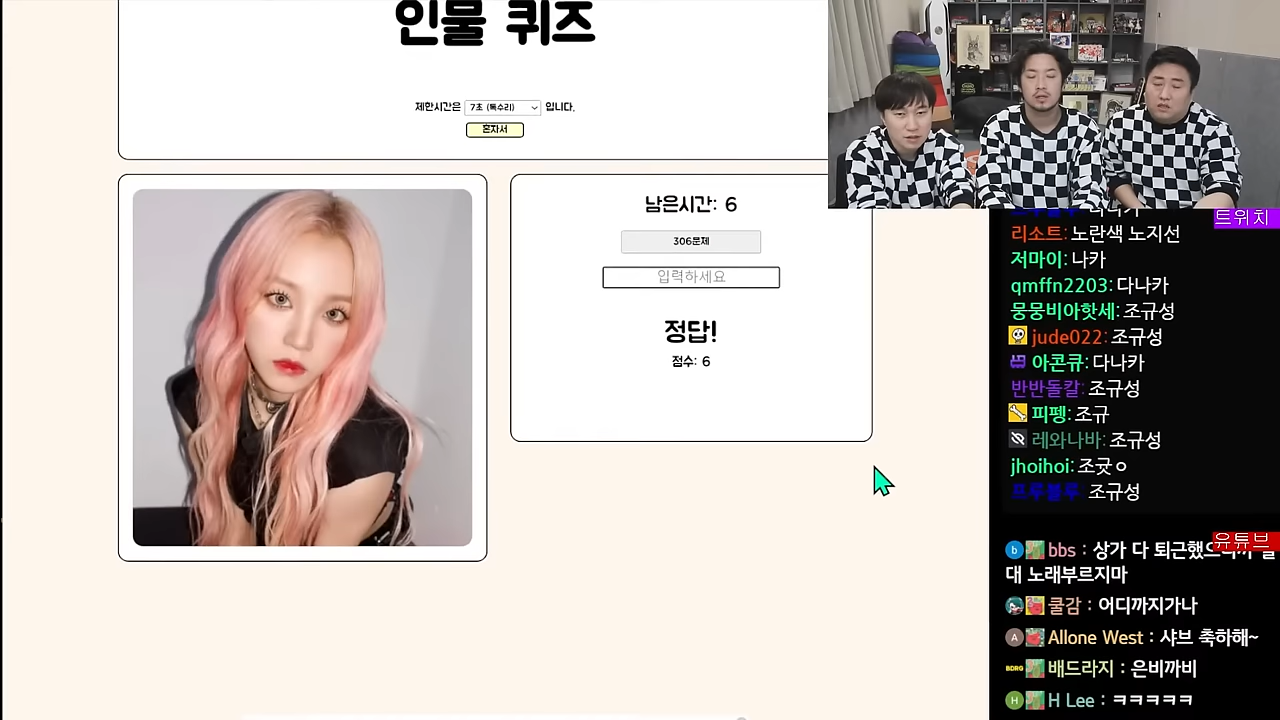 인물 퀴즈
제한시간은 7초 (독수리) 입니다.
혼자서
남은시간: 6
306문제
입력하세요
정답!
점수: 6
트위치
리소트: 노란색 노지선
저마이: 나카
qmffn2203: 다나카
뭉뭉비아핫세: 조규성
jude022: 조규성
아콘큐: 다나카
반반돌칼: 조규성
피펭: 조규
레와나바: 조규성
jhoihoi: 조귯ㅇ
프루블루: 조규성
유튜브
bbs : 상가 다 퇴근했으니까
대 노래부르지마
쿨감 : 어디까지가나
Allone West : 샤브 축하해~
배드라지 : 은비까비
H Lee : ㅋㅋㅋㅋㅋ